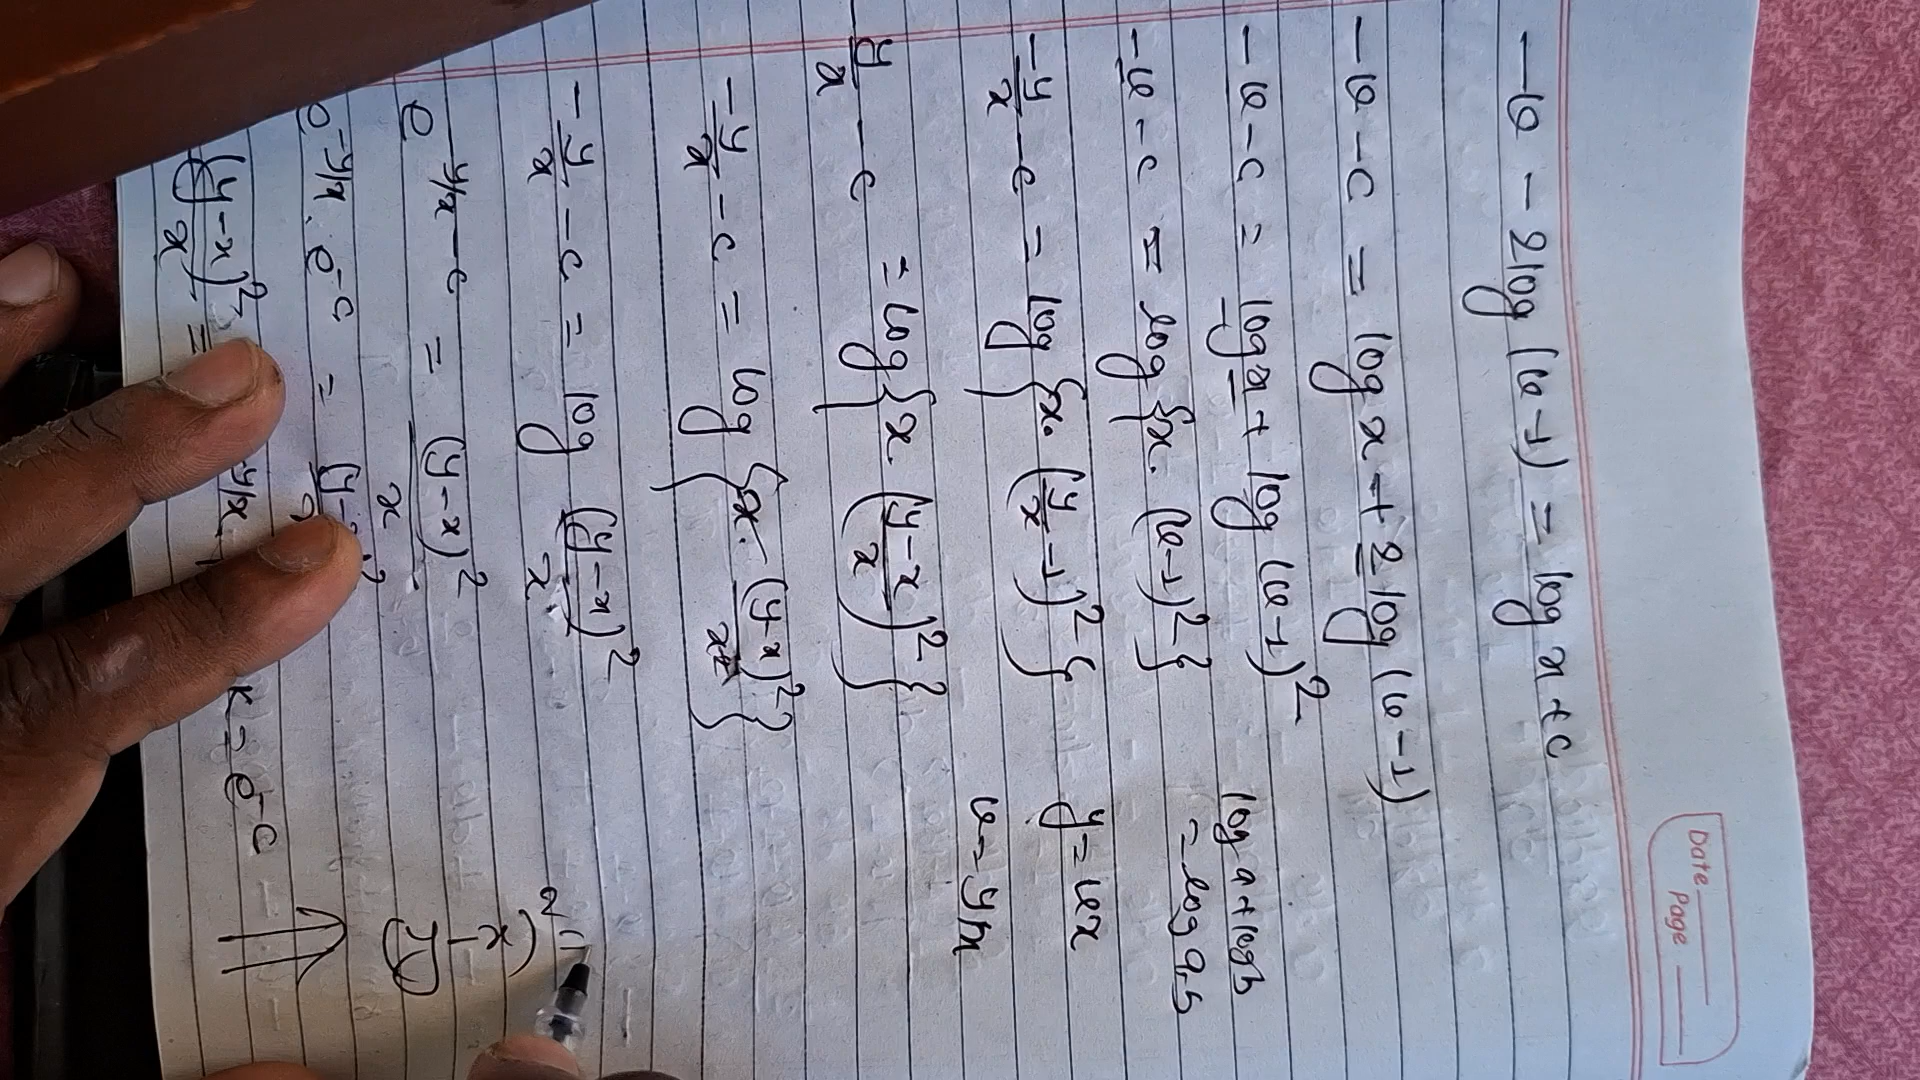 Date
Page
-v - 2log (v-1) = log x+c
-v-c = log x + 2 log (v-1)
-v-c = log x + log (v-1)²
log a + log b
= log a.b
-v-c = log {x. (v-1)²}
-y/x - c = log {x. (y/x - 1)²}
y = vx
v = y/x
y/x - c = log {x. ((y-x)/x)²}
-y/x - c = log {x. (y-x)²/x²}
-y/x - c = log (y-x)²/x
e^-y/x - c = (y-x)²/x
e^-y/x . e^-c = (y-
(y-x)²/x =
k = e^-c